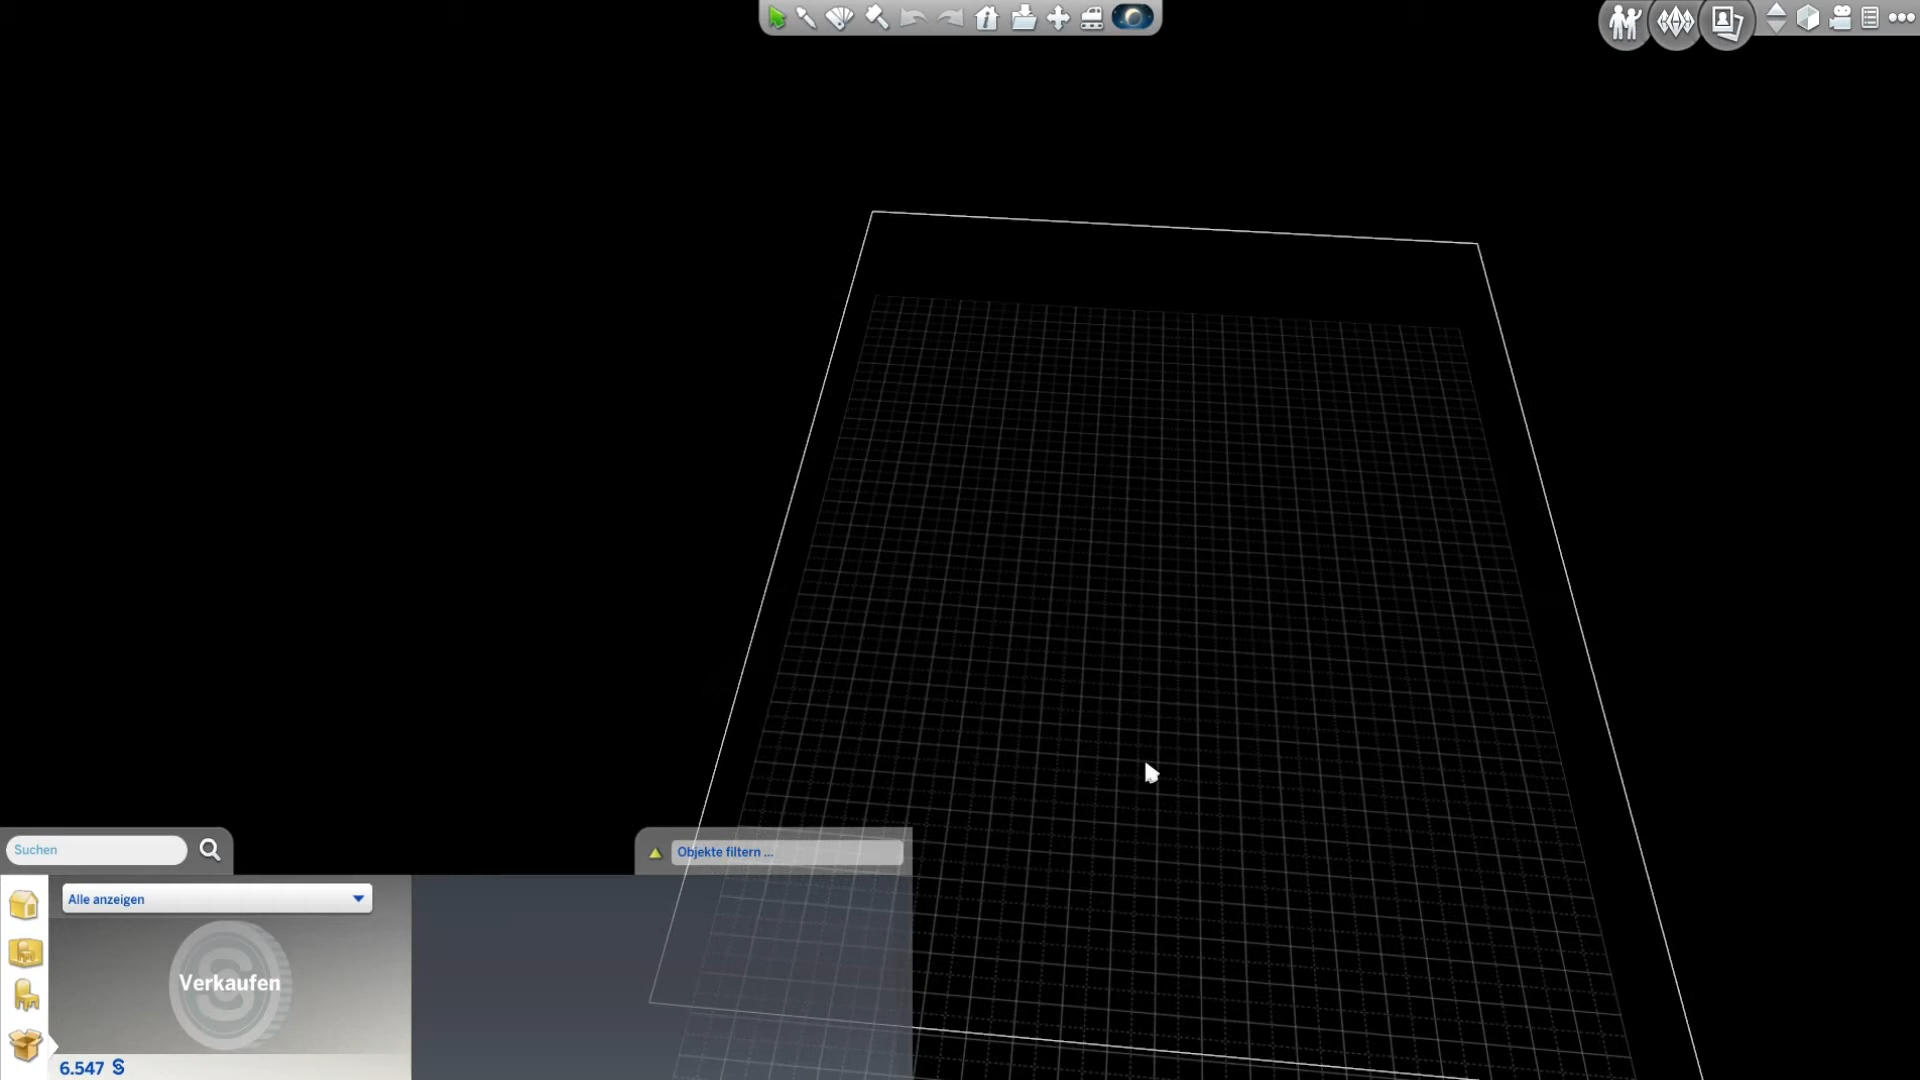 Suchen
Objekte filtern ...
Alle anzeigen
Verkaufen
6.547 S